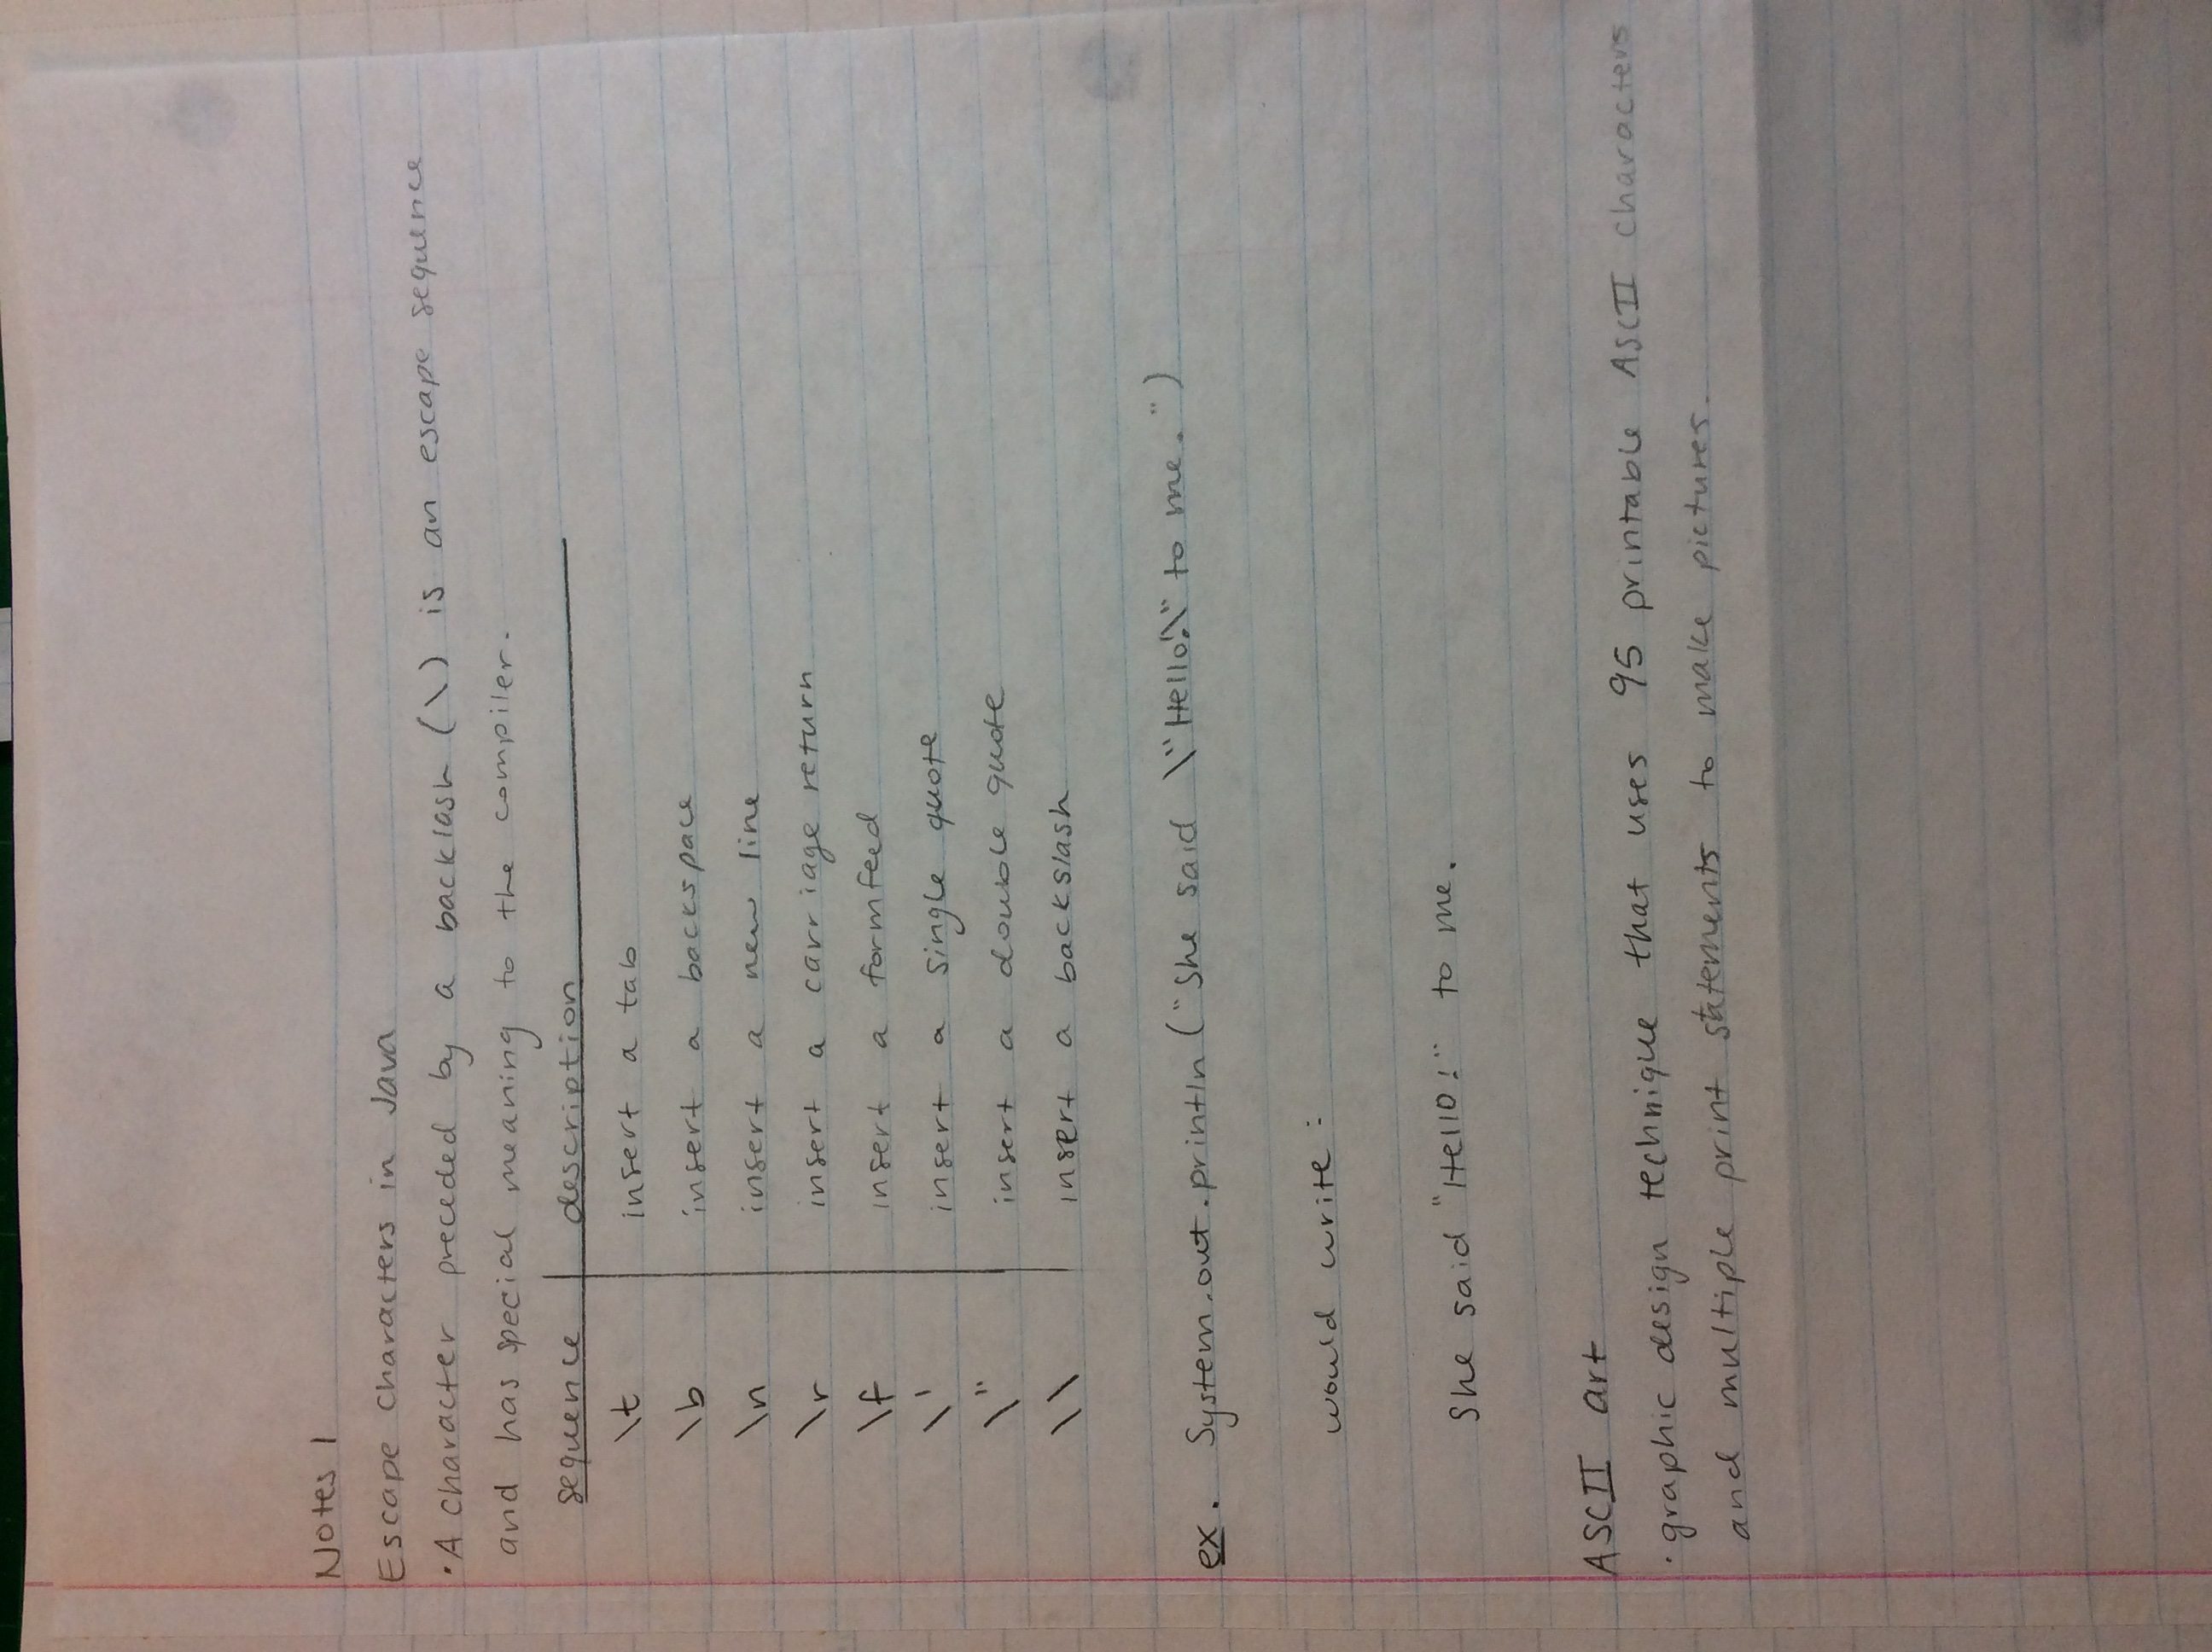 Notes 1
Escape Characters in Java
· A character preceded by a backlash (\) is an escape sequence
and has special meaning to the compiler.
sequence description
\t insert a tab
\b insert a backspace
\n insert a new line
\r insert a carriage return
\f insert a formfeed
\' insert a single quote
\" insert a double quote
\\ insert a backslash
ex. System.out.println("She said \"Hello!\" to me.")
would write:
She said "Hello!" to me.
ASCII art
· graphic design technique that uses 95 printable ASCII characters
and multiple print statements to make pictures.